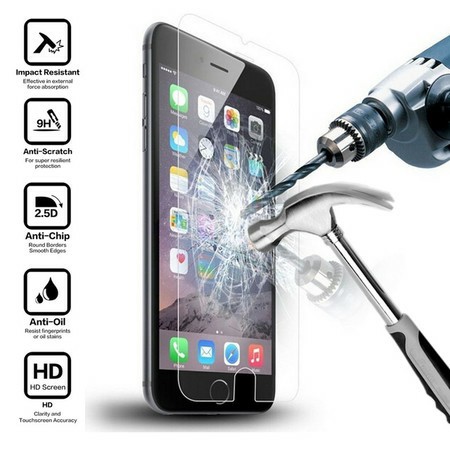 Impact Resistant
Effective in external
force absorption
9H
Anti-Scratch
For super resilient
protection
2.5D
Anti-Chip
Round Borders
Smooth Edges
Anti-Oil
Resist fingerprints
or oil stains
HD
HD Screen
HD
Clarity and
Touchscreen Accuracy